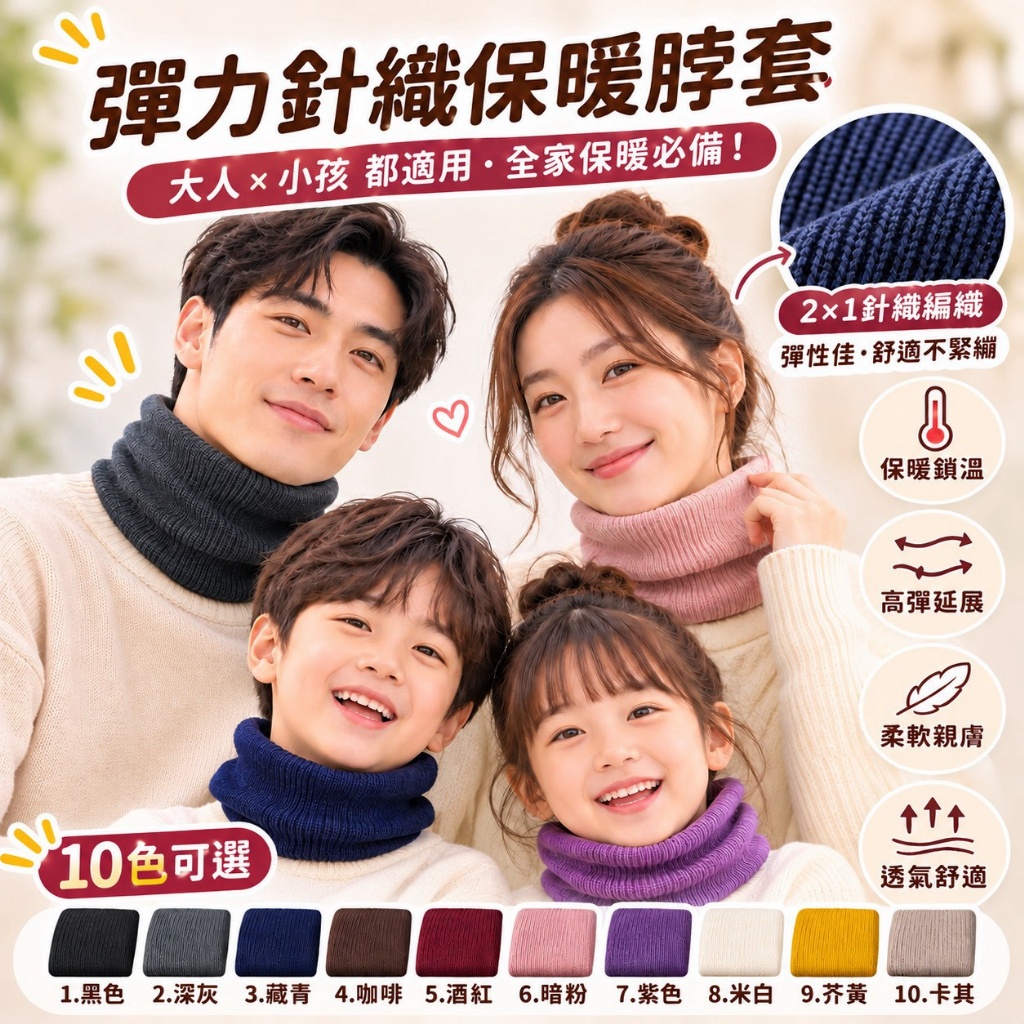 彈力針織保暖脖套
大人×小孩 都適用·全家保暖必備！
2×1針織編織
彈性佳·舒適不緊繃
保暖鎖溫
高彈延展
柔軟親膚
透氣舒適
10色可選
1.黑色 2.深灰 3.藏青 4.咖啡 5.酒紅 6.暗粉 7.紫色 8.米白 9.芥黃 10.卡其